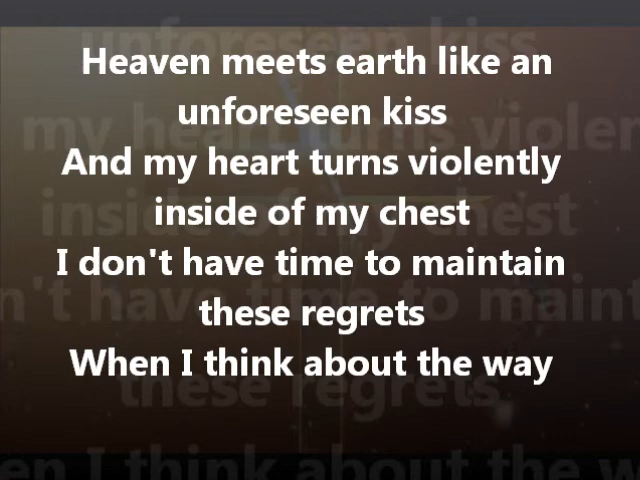 Heaven meets earth like an
unforeseen kiss
And my heart turns violently
inside of my chest
I don't have time to maintain
these regrets
When I think about the way